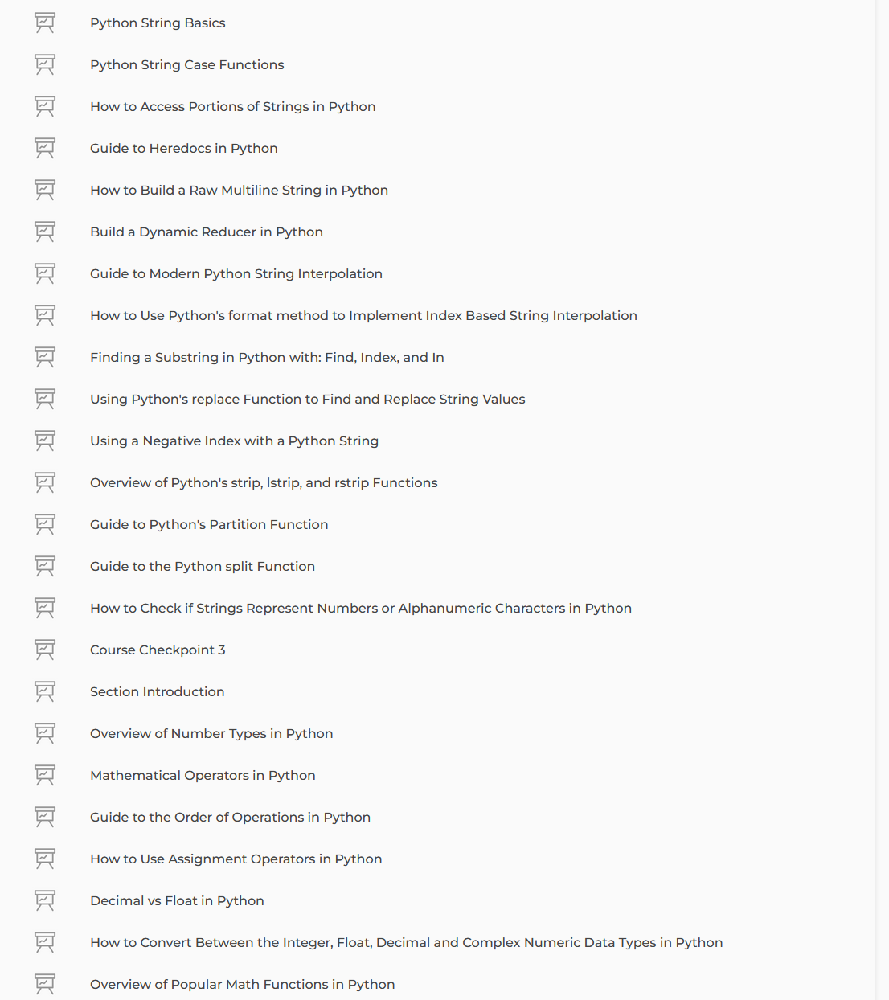 Python String Basics
Python String Case Functions
How to Access Portions of Strings in Python
Guide to Heredocs in Python
How to Build a Raw Multiline String in Python
Build a Dynamic Reducer in Python
Guide to Modern Python String Interpolation
How to Use Python's format method to Implement Index Based String Interpolation
Finding a Substring in Python with: Find, Index, and In
Using Python's replace Function to Find and Replace String Values
Using a Negative Index with a Python String
Overview of Python's strip, lstrip, and rstrip Functions
Guide to Python's Partition Function
Guide to the Python split Function
How to Check if Strings Represent Numbers or Alphanumeric Characters in Python
Course Checkpoint 3
Section Introduction
Overview of Number Types in Python
Mathematical Operators in Python
Guide to the Order of Operations in Python
How to Use Assignment Operators in Python
Decimal vs Float in Python
How to Convert Between the Integer, Float, Decimal and Complex Numeric Data Types in Python
Overview of Popular Math Functions in Python